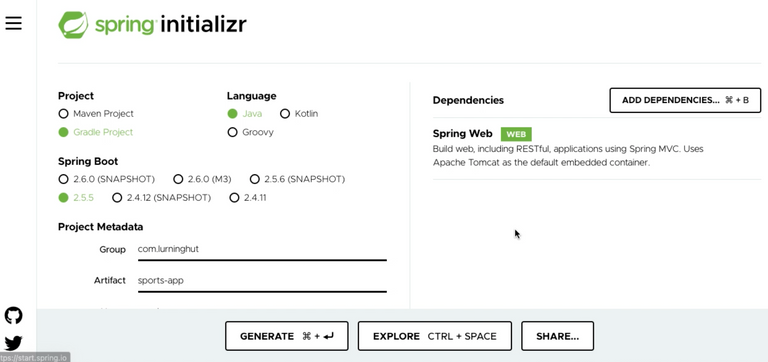 spring initializr
Project
Language
Maven Project
Java
Kotlin
Gradle Project
Groovy
Spring Boot
2.6.0 (SNAPSHOT)
2.6.0 (M3)
2.5.6 (SNAPSHOT)
2.5.5
2.4.12 (SNAPSHOT)
2.4.11
Project Metadata
Group
com.lurninghut
Artifact
sports-app
Dependencies
ADD DEPENDENCIES... ⌘ + B
Spring Web WEB
Build web, including RESTful, applications using Spring MVC. Uses
Apache Tomcat as the default embedded container.
GENERATE ⌘ + ↵
EXPLORE CTRL + SPACE
SHARE...
tps://start.spring.io